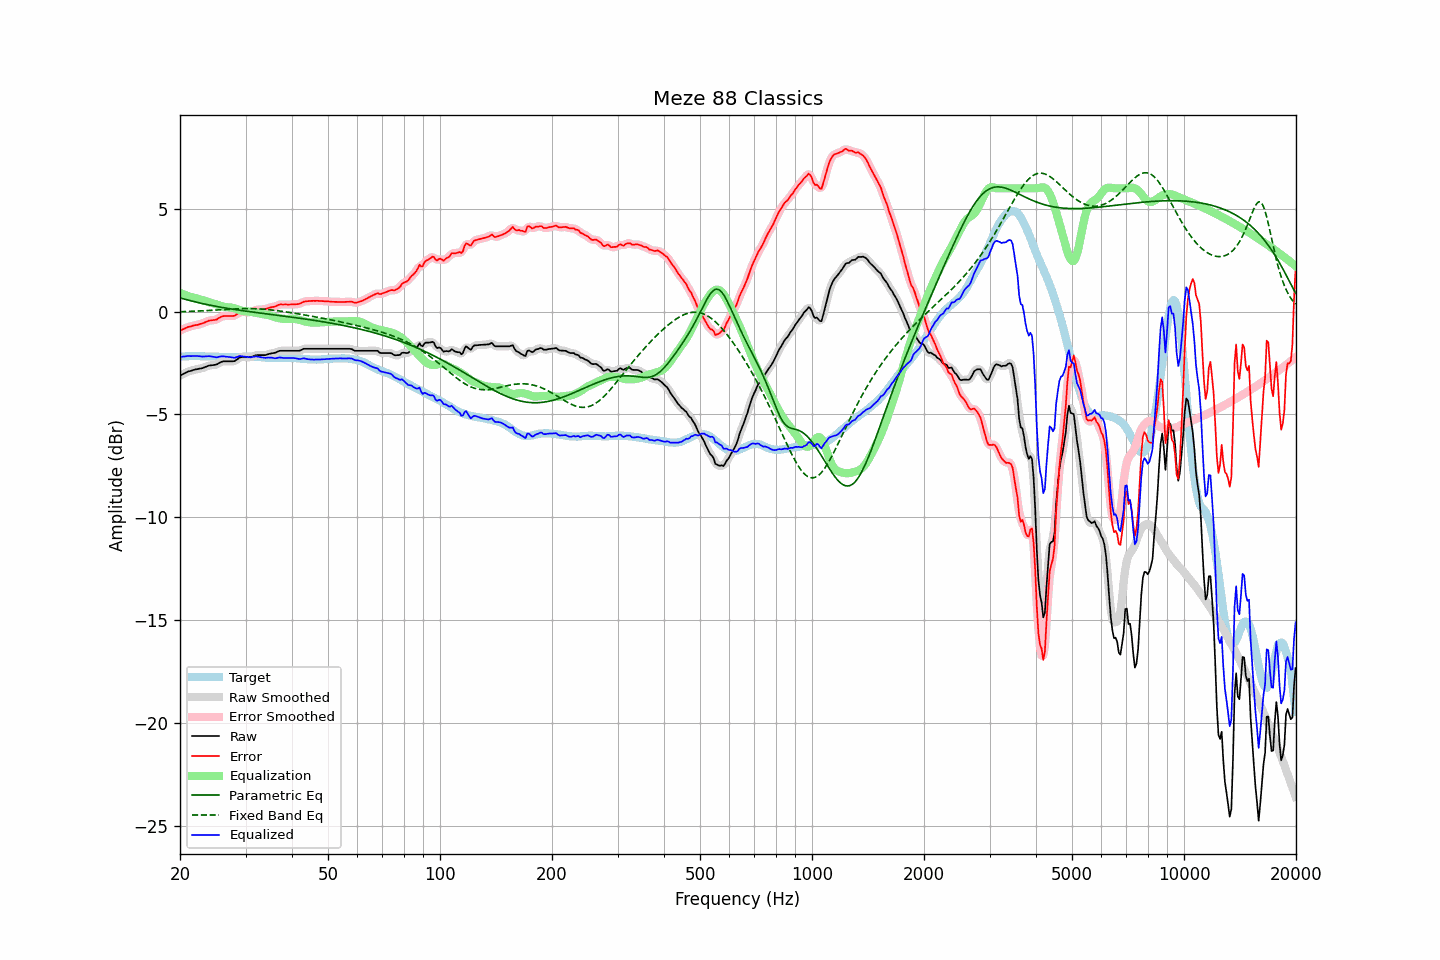 Meze 88 Classics
Amplitude (dBr)
5
0
−5
−10
−15
−20
−25
Target
Raw Smoothed
Error Smoothed
Raw
Error
Equalization
Parametric Eq
Fixed Band Eq
Equalized
20 50 100 200 500 1000 2000 5000 10000 20000
Frequency (Hz)